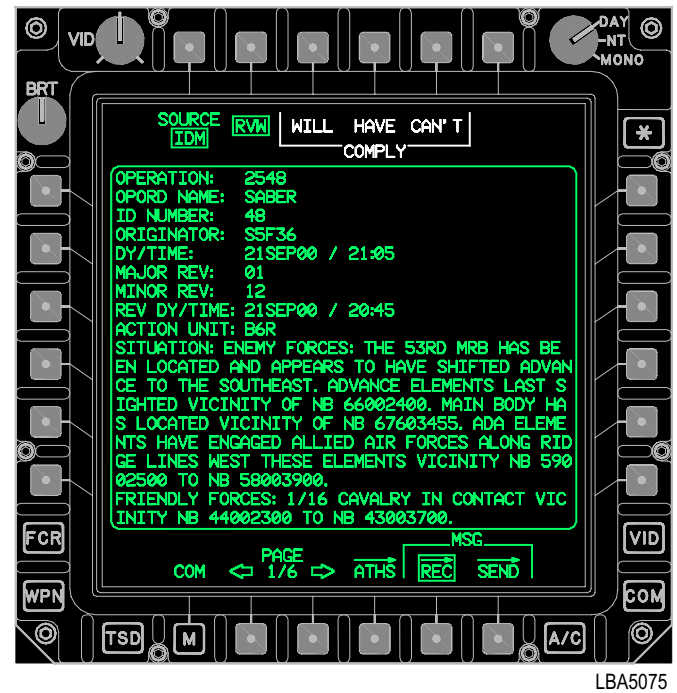 DAY
VID NT
MONO
BRT
SOURCE RVW WILL HAVE CAN'T
IDM
COMPLY
*
OPERATION: 2548
OPORD NAME: SABER
ID NUMBER: 48
ORIGINATOR: S5F36
DY/TIME: 21SEP00 / 21:05
MAJOR REV: 01
MINOR REV: 12
REV DY/TIME: 21SEP00 / 20:45
ACTION UNIT: B6R
SITUATION: ENEMY FORCES: THE 53RD MRB HAS BE
EN LOCATED AND APPEARS TO HAVE SHIFTED ADVAN
CE TO THE SOUTHEAST. ADVANCE ELEMENTS LAST S
IGHTED VICINITY OF NB 66002400. MAIN BODY HA
S LOCATED VICINITY OF NB 67603455. ADA ELEME
NTS HAVE ENGAGED ALLIED AIR FORCES ALONG RID
GE LINES WEST THESE ELEMENTS VICINITY NB 590
02500 TO NB 58003900.
FRIENDLY FORCES: 1/16 CAVALRY IN CONTACT VIC
INITY NB 44002300 TO NB 43003700.
FCR VID
MSG
PAGE
COM 1/6 ATHS REC SEND
WPN COM
TSD M A/C
LBA5075